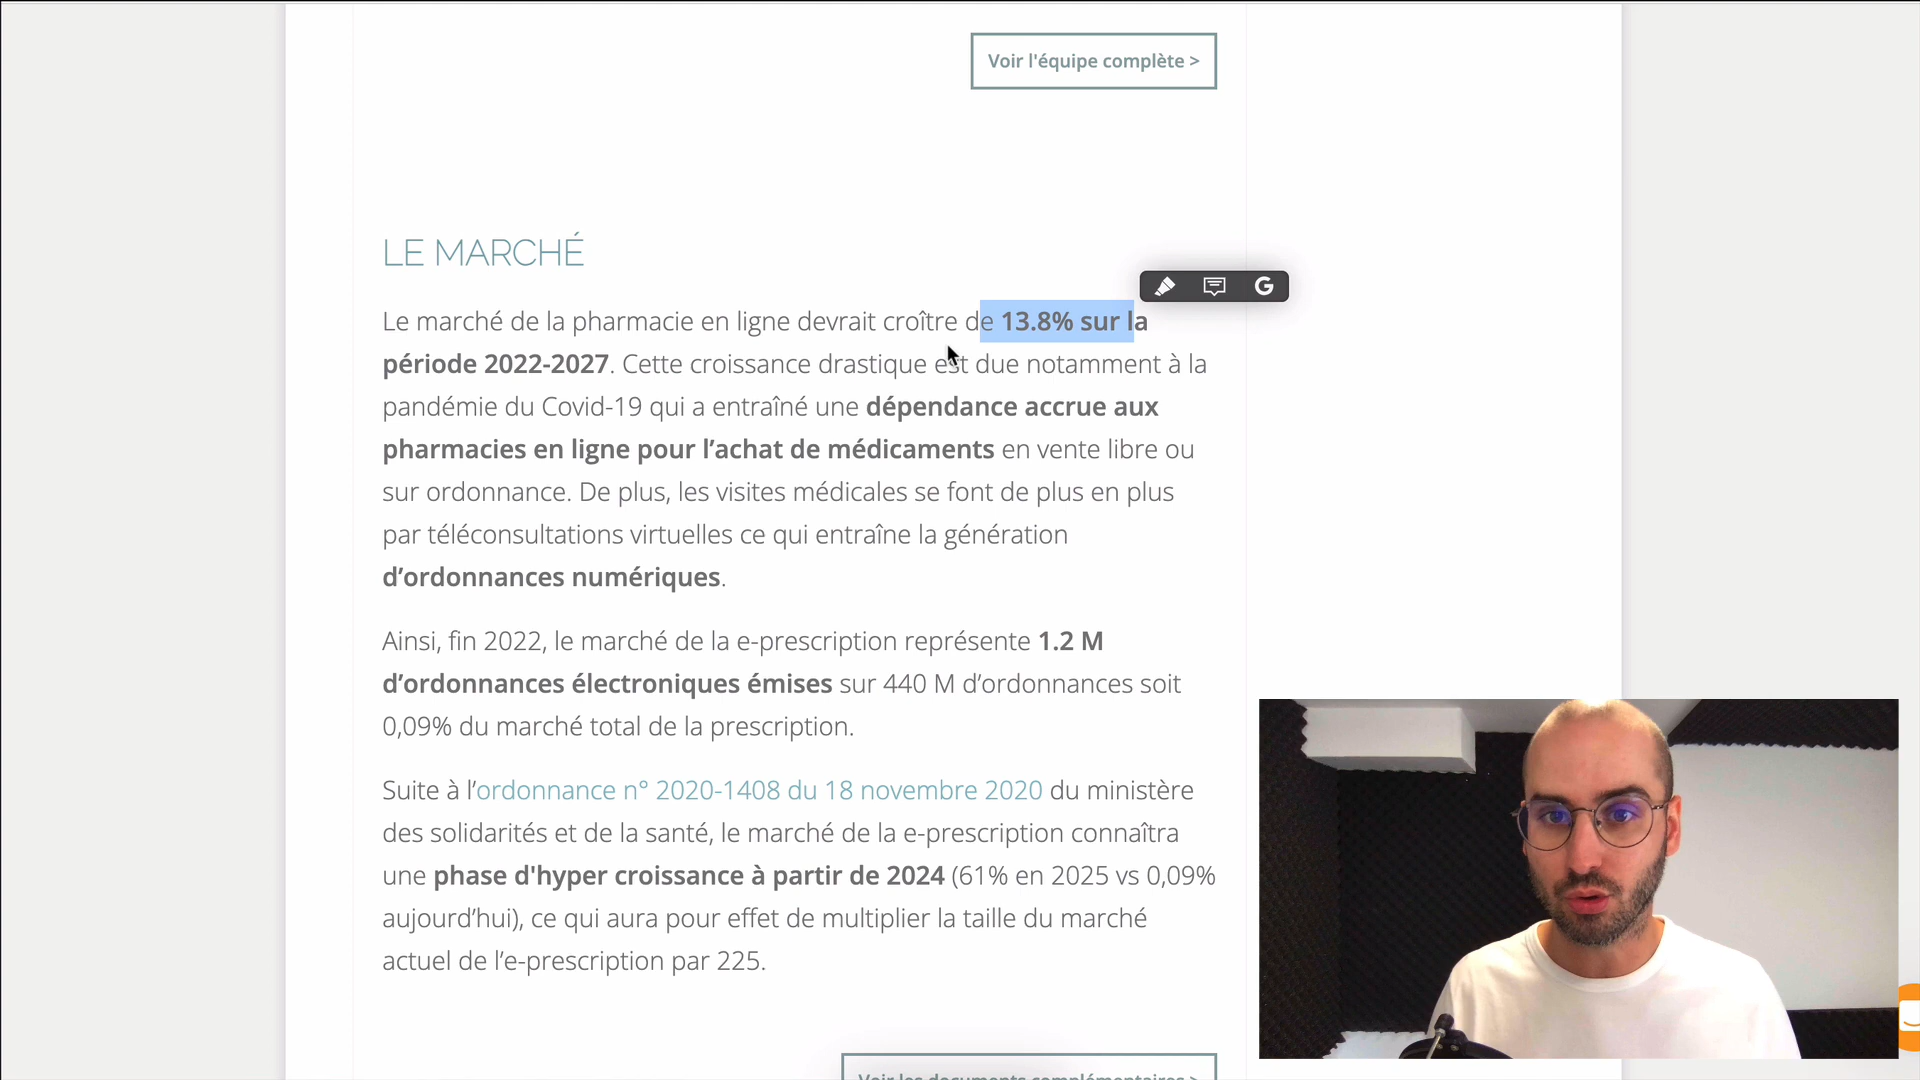 Voir l'équipe complète >
LE MARCHÉ
Le marché de la pharmacie en ligne devrait croître de 13.8% sur la
période 2022-2027. Cette croissance drastique est due notamment à la
pandémie du Covid-19 qui a entraîné une dépendance accrue aux
pharmacies en ligne pour l’achat de médicaments en vente libre ou
sur ordonnance. De plus, les visites médicales se font de plus en plus
par téléconsultations virtuelles ce qui entraîne la génération
d’ordonnances numériques.
Ainsi, fin 2022, le marché de la e-prescription représente 1.2 M
d’ordonnances électroniques émises sur 440 M d’ordonnances soit
0,09% du marché total de la prescription.
Suite à l’ordonnance n° 2020-1408 du 18 novembre 2020 du ministère
des solidarités et de la santé, le marché de la e-prescription connaîtra
une phase d'hyper croissance à partir de 2024 (61% en 2025 vs 0,09%
aujourd’hui), ce qui aura pour effet de multiplier la taille du marché
actuel de l’e-prescription par 225.
Voir les documents complémentaires >